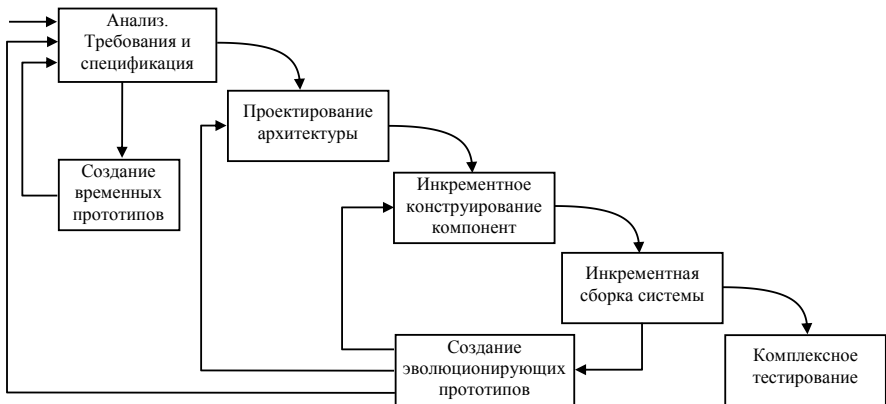 Анализ.
Требования и
спецификация
Проектирование
архитектуры
Создание
временных
прототипов
Инкрементное
конструирование
компонент
Инкрементная
сборка системы
Создание
эволюционирующих
прототипов
Комплексное
тестирование